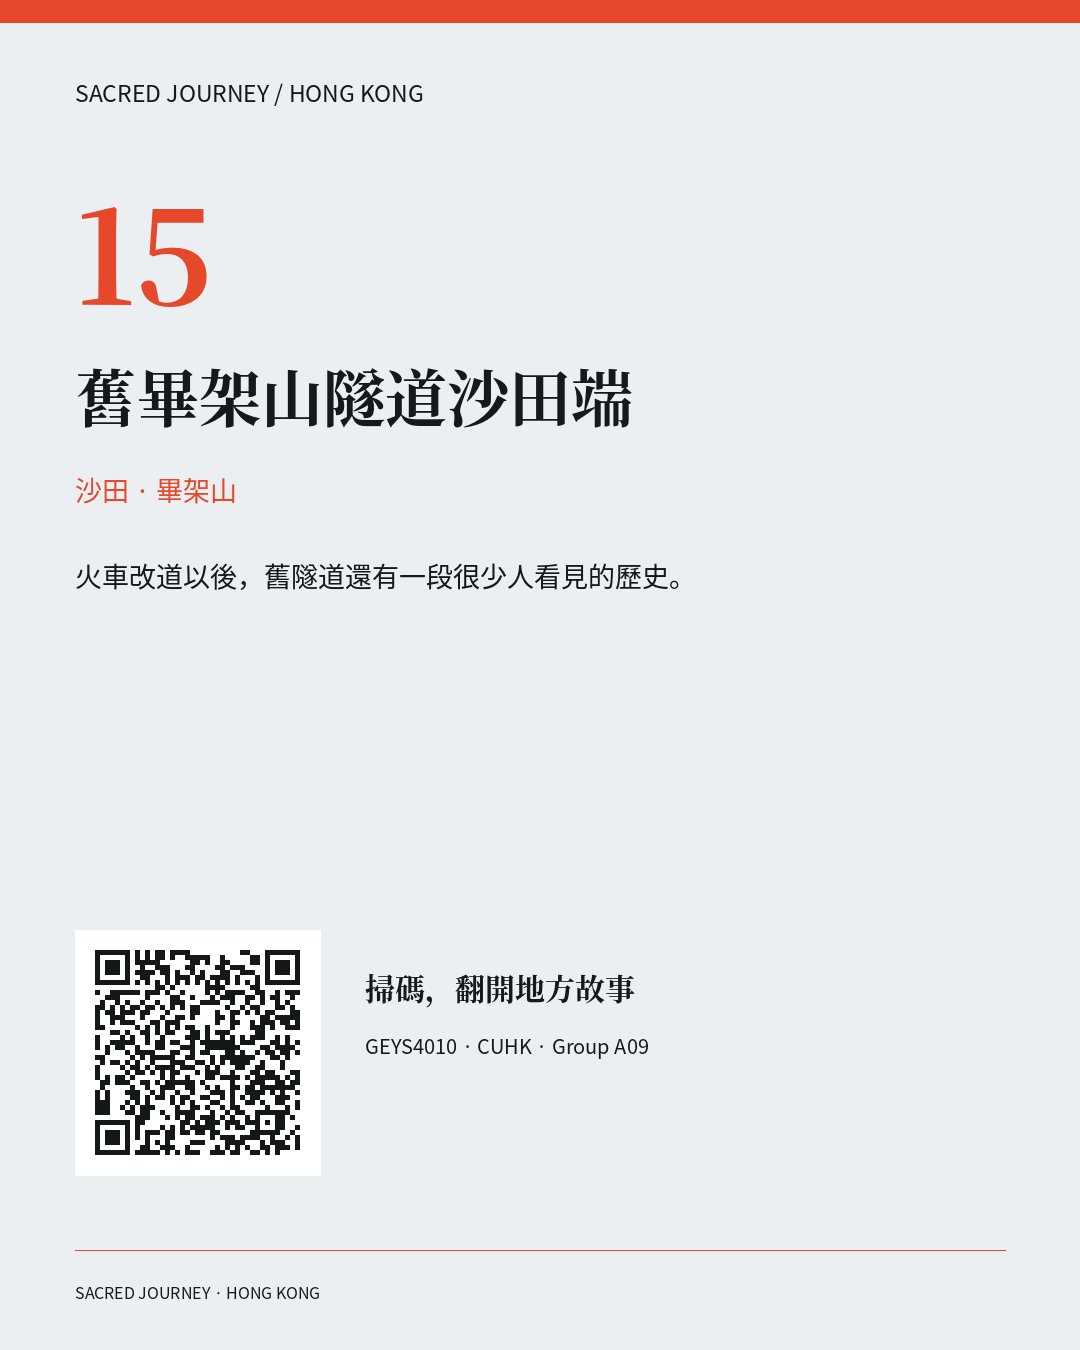 SACRED JOURNEY / HONG KONG
15
舊畢架山隧道沙田端
沙田 · 畢架山
火車改道以後，舊隧道還有一段很少人看見的歷史。
掃碼，翻開地方故事
GEYS4010 · CUHK · Group A09
SACRED JOURNEY · HONG KONG